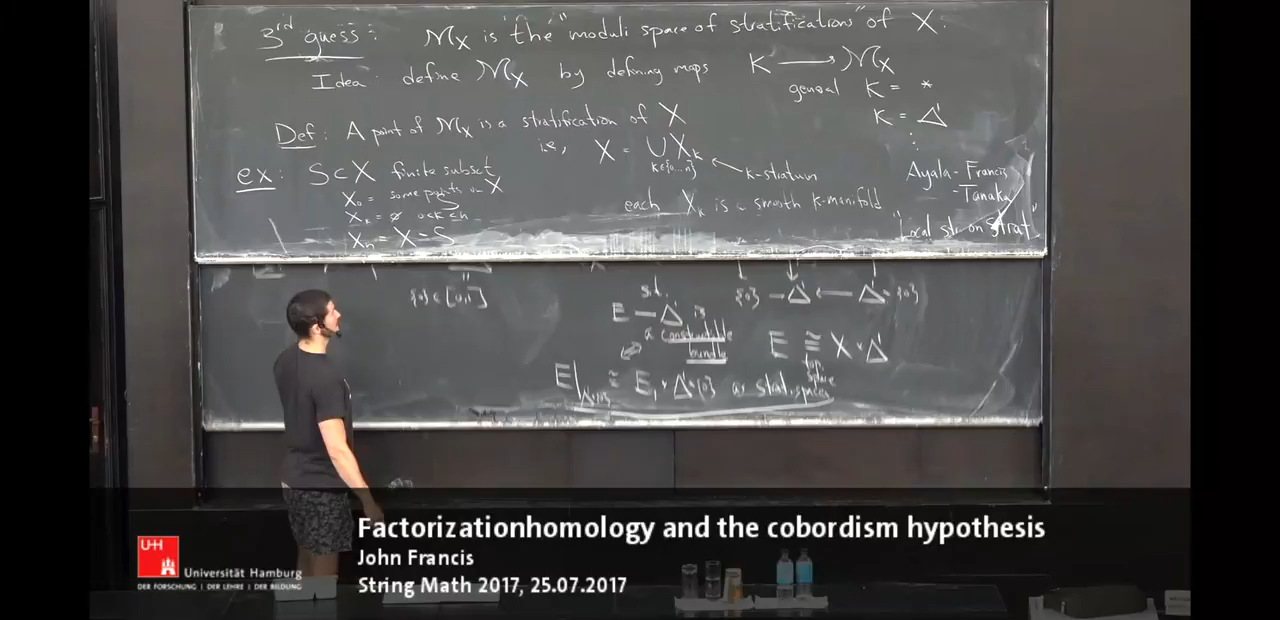 3rd guess: M_X is "the" "moduli space of stratifications" of X.
Idea: define M_X by defining maps K → M_X
general K = *
K = Δ¹
⋮
Def: A point of M_X is a stratification of X
i.e., X = ∪ X_k
k∈{0...n}
k-stratum
each X_k is a smooth k-manifold
Ayala - Francis
- Tanaka
"Local str on Strat"
ex: S ⊂ X finite subset
X_0 = some points in X
X_k = ∅ 0<k<n
X_n = X - S
{0} ⊂ [0,1]
s.t.
E → Δ¹ is
a constructible
bundle
{0} → Δ¹ ← Δ¹∖{0}
E ≅ X × Δ¹
top.
space
E|_{Δ¹∖{0}} ≅ E_1 × Δ¹∖{0} as strat. spaces
UH
Universität Hamburg
DER FORSCHUNG | DER LEHRE | DER BILDUNG
Factorizationhomology and the cobordism hypothesis
John Francis
String Math 2017, 25.07.2017